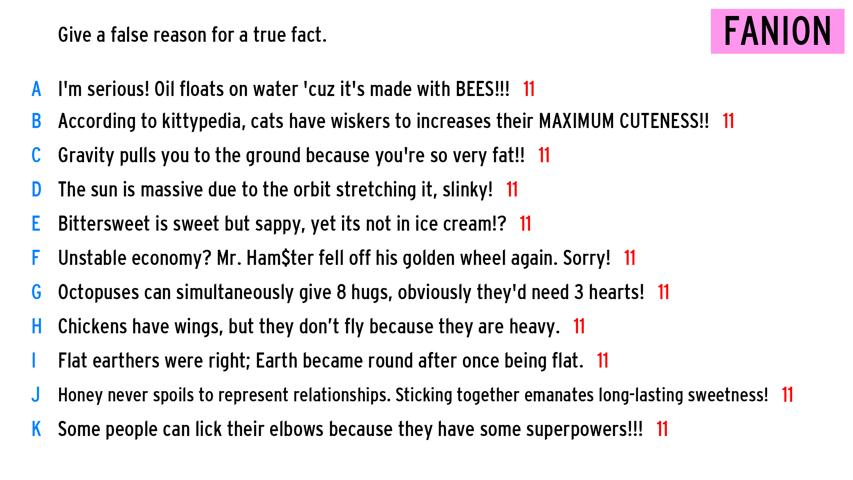 Give a false reason for a true fact.
FANION
A I'm serious! Oil floats on water 'cuz it's made with BEES!!! 11
B According to kittypedia, cats have wiskers to increases their MAXIMUM CUTENESS!! 11
C Gravity pulls you to the ground because you're so very fat!! 11
D The sun is massive due to the orbit stretching it, slinky! 11
E Bittersweet is sweet but sappy, yet its not in ice cream!? 11
F Unstable economy? Mr. Ham$ter fell off his golden wheel again. Sorry! 11
G Octopuses can simultaneously give 8 hugs, obviously they'd need 3 hearts! 11
H Chickens have wings, but they don’t fly because they are heavy. 11
I Flat earthers were right; Earth became round after once being flat. 11
J Honey never spoils to represent relationships. Sticking together emanates long-lasting sweetness! 11
K Some people can lick their elbows because they have some superpowers!!! 11